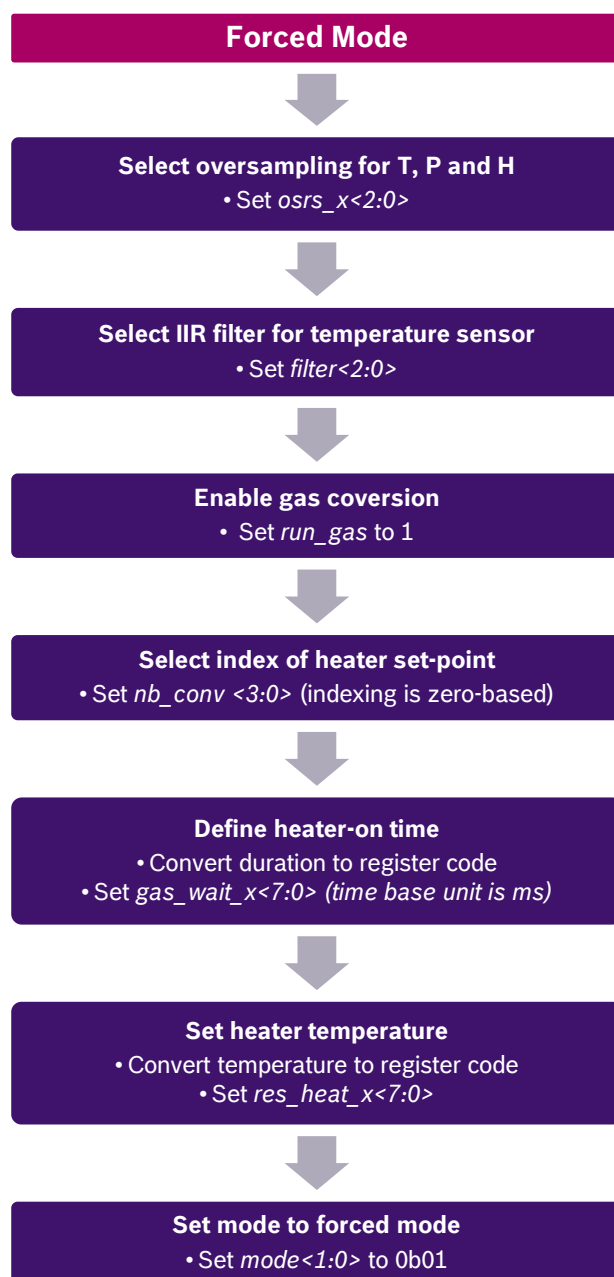 Forced Mode
Select oversampling for T, P and H
• Set osrs_x<2:0>
Select IIR filter for temperature sensor
• Set filter<2:0>
Enable gas coversion
• Set run_gas to 1
Select index of heater set-point
• Set nb_conv <3:0> (indexing is zero-based)
Define heater-on time
• Convert duration to register code
• Set gas_wait_x<7:0> (time base unit is ms)
Set heater temperature
• Convert temperature to register code
• Set res_heat_x<7:0>
Set mode to forced mode
• Set mode<1:0> to 0b01